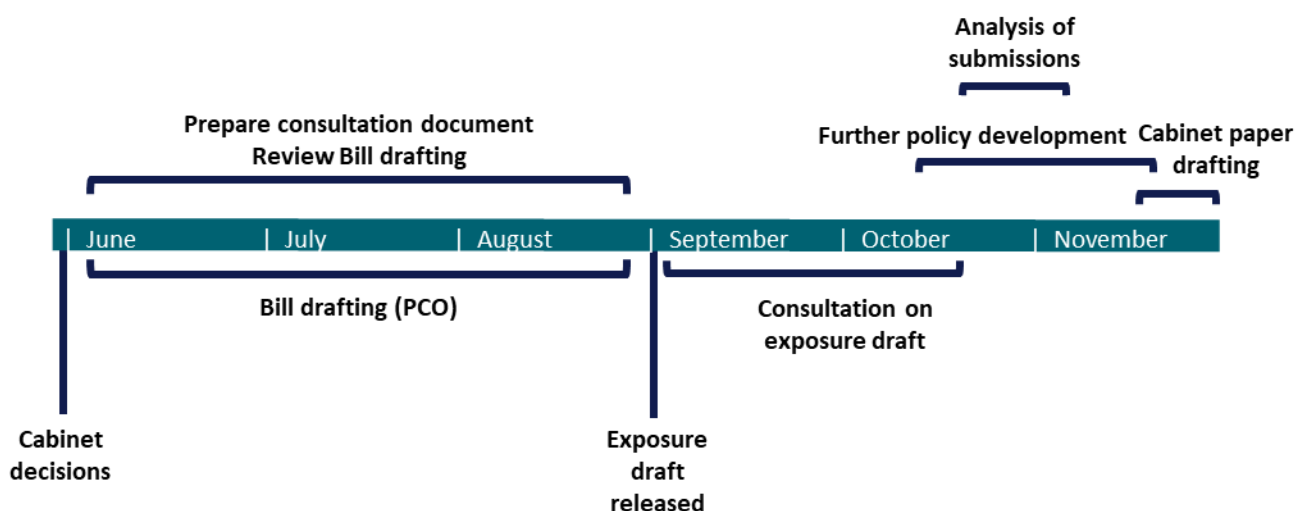 Analysis of
submissions
Prepare consultation document
Review Bill drafting
Further policy development
Cabinet paper
drafting
| June | July | August | September | October | November
Bill drafting (PCO)
Consultation on
exposure draft
Cabinet
decisions
Exposure
draft
released